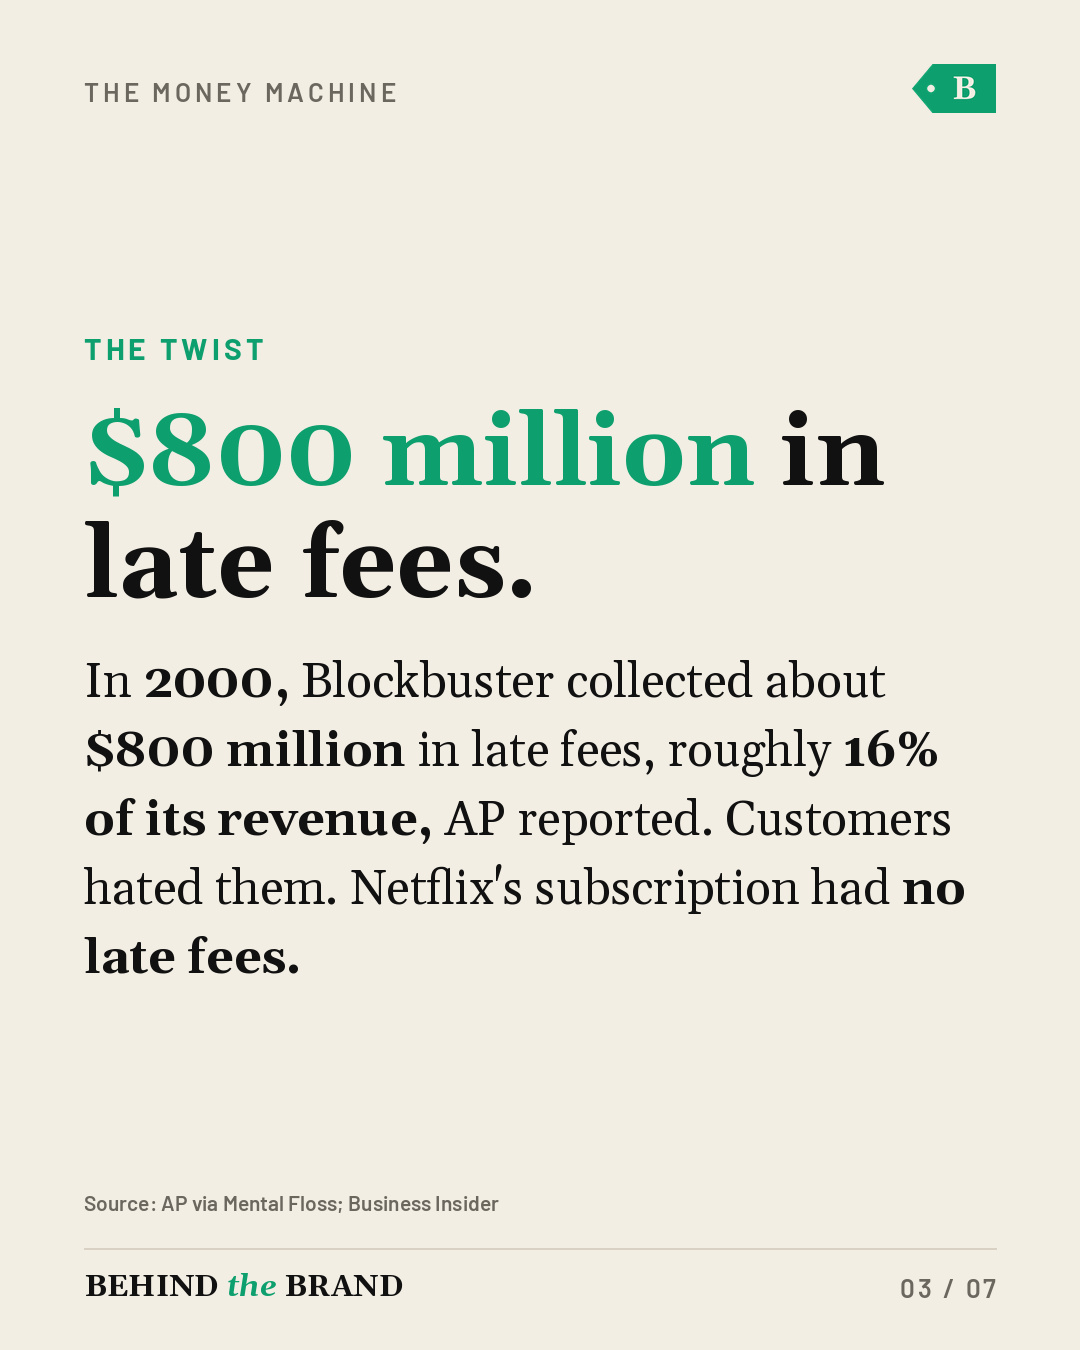 THE MONEY MACHINE
B
THE TWIST
$800 million in
late fees.
In 2000, Blockbuster collected about
$800 million in late fees, roughly 16%
of its revenue, AP reported. Customers
hated them. Netflix's subscription had no
late fees.
Source: AP via Mental Floss; Business Insider
BEHIND the BRAND
03 / 07